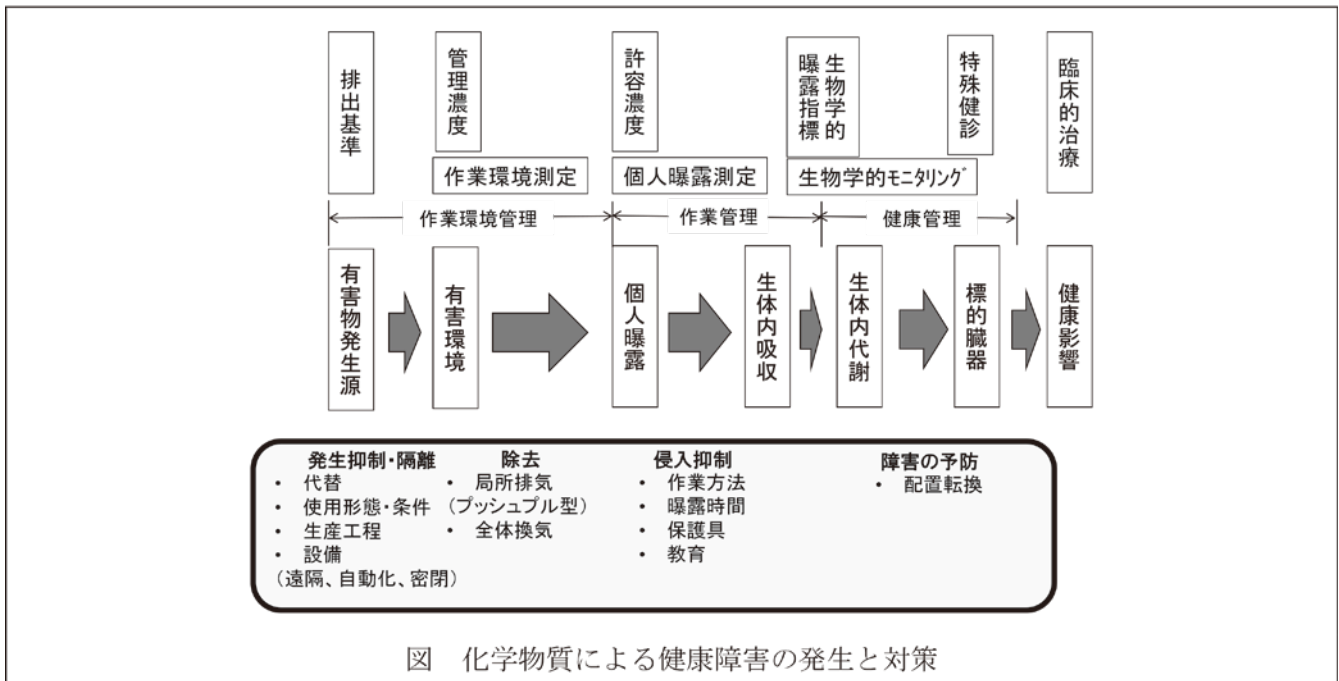 排出基準
管理濃度
許容濃度
生物学的
曝露指標
特殊健診
臨床的治療
作業環境測定
個人曝露測定
生物学的ﾓﾆﾀﾘﾝｸﾞ
作業環境管理
作業管理
健康管理
有害物発生源
有害環境
個人曝露
生体内吸収
生体内代謝
標的臓器
健康影響
発生抑制・隔離
・ 代替
・ 使用形態・条件
・ 生産工程
・ 設備
(遠隔、自動化、密閉)
除去
・ 局所排気
(プッシュプル型)
・ 全体換気
侵入抑制
・ 作業方法
・ 曝露時間
・ 保護具
・ 教育
障害の予防
・ 配置転換
図 化学物質による健康障害の発生と対策